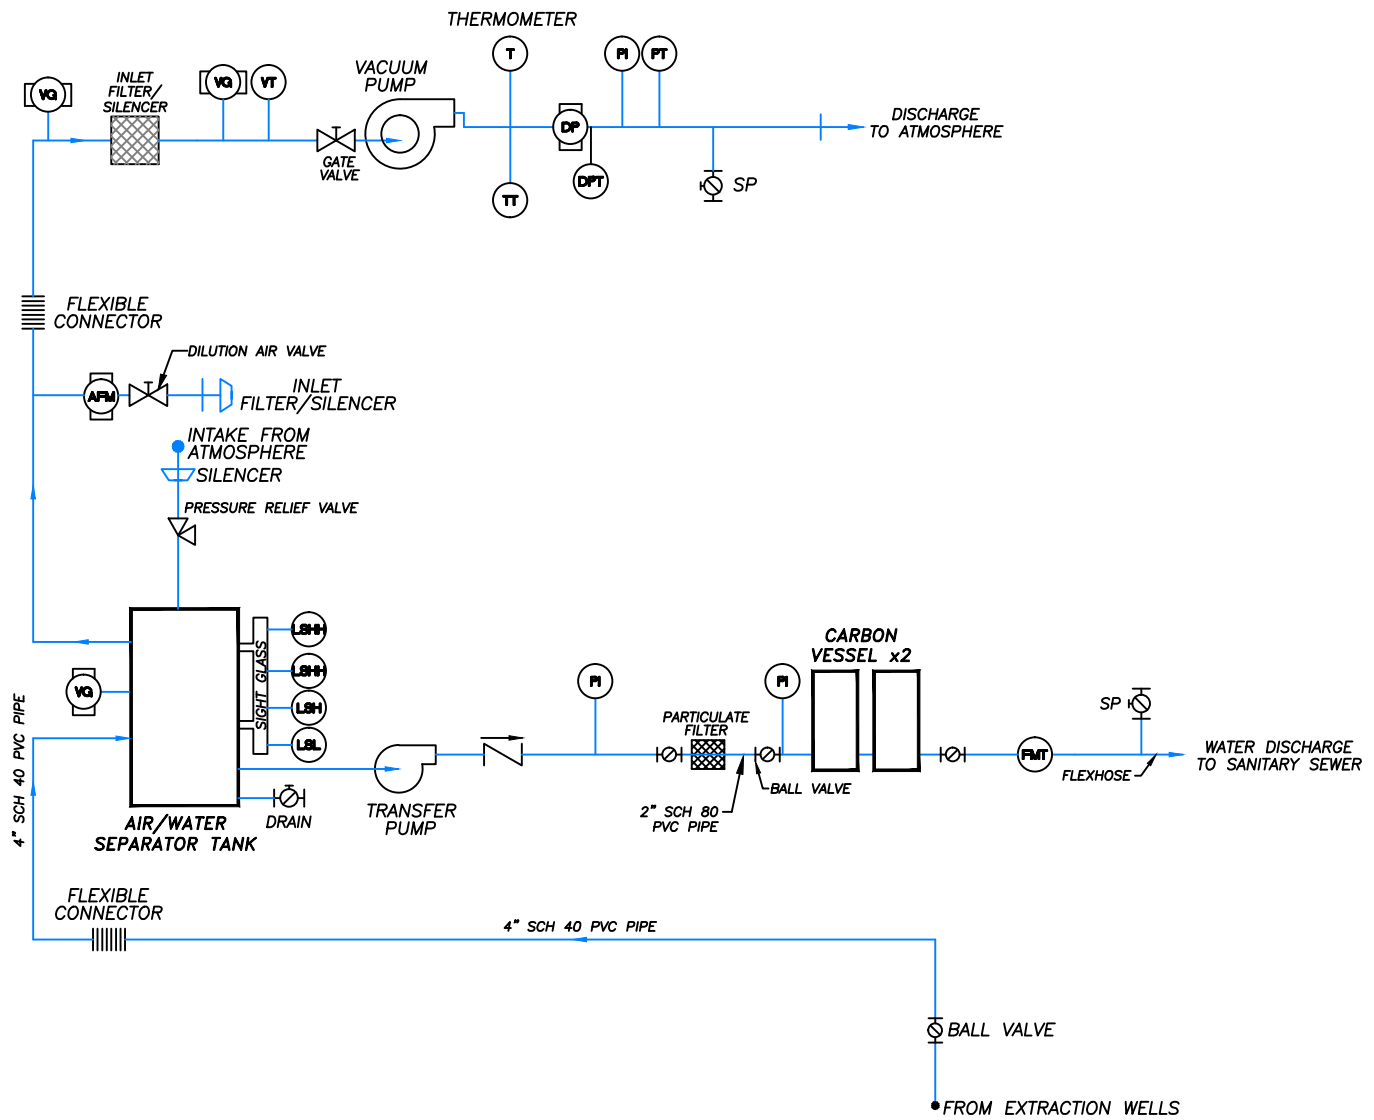 THERMOMETER
T
PI
PT
VACUUM
PUMP
INLET
FILTER/
SILENCER
VG
VG
VT
DISCHARGE
TO ATMOSPHERE
DP
GATE
VALVE
DPT
SP
TT
FLEXIBLE
CONNECTOR
DILUTION AIR VALVE
AFM
INLET
FILTER/SILENCER
INTAKE FROM
ATMOSPHERE
SILENCER
PRESSURE RELIEF VALVE
LSHH
LSHH
LSH
LSL
SIGHT GLASS
VG
CARBON
VESSEL x2
PI
PI
PARTICULATE
FILTER
SP
4" SCH 40 PVC PIPE
FMT
WATER DISCHARGE
TO SANITARY SEWER
FLEXHOSE
BALL VALVE
2" SCH 80
PVC PIPE
TRANSFER
PUMP
DRAIN
AIR/WATER
SEPARATOR TANK
FLEXIBLE
CONNECTOR
4" SCH 40 PVC PIPE
BALL VALVE
FROM EXTRACTION WELLS